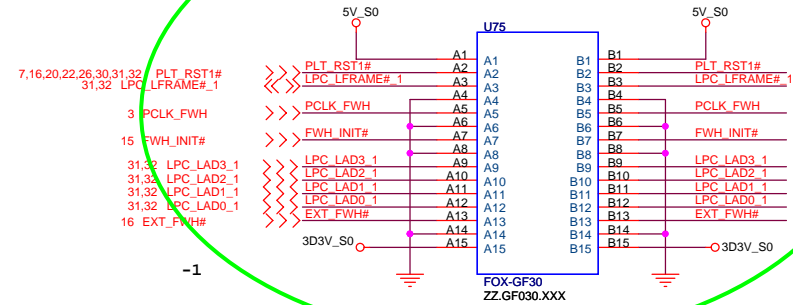 5V_S0 5V_S0
U75
A1 A1 B1 B1
7,16,20,22,26,30,31,32 PLT_RST1# PLT_RST1# A2 A2 B2 B2 PLT_RST1#
31,32 LPC_LFRAME#_1 LPC_LFRAME#_1 A3 A3 B3 B3 LPC_LFRAME#_1
A4 A4 B4 B4
3 PCLK_FWH PCLK_FWH A5 A5 B5 B5 PCLK_FWH
A6 A6 B6 B6
15 FWH_INIT# FWH_INIT# A7 A7 B7 B7 FWH_INIT#
A8 A8 B8 B8
31,32 LPC_LAD3_1 LPC_LAD3_1 A9 A9 B9 B9 LPC_LAD3_1
31,32 LPC_LAD2_1 LPC_LAD2_1 A10 A10 B10 B10 LPC_LAD2_1
31,32 LPC_LAD1_1 LPC_LAD1_1 A11 A11 B11 B11 LPC_LAD1_1
31,32 LPC_LAD0_1 LPC_LAD0_1 A12 A12 B12 B12 LPC_LAD0_1
16 EXT_FWH# EXT_FWH# A13 A13 B13 B13 EXT_FWH#
A14 A14 B14 B14
3D3V_S0 A15 A15 B15 B15 3D3V_S0
-1
FOX-GF30
ZZ.GF030.XXX